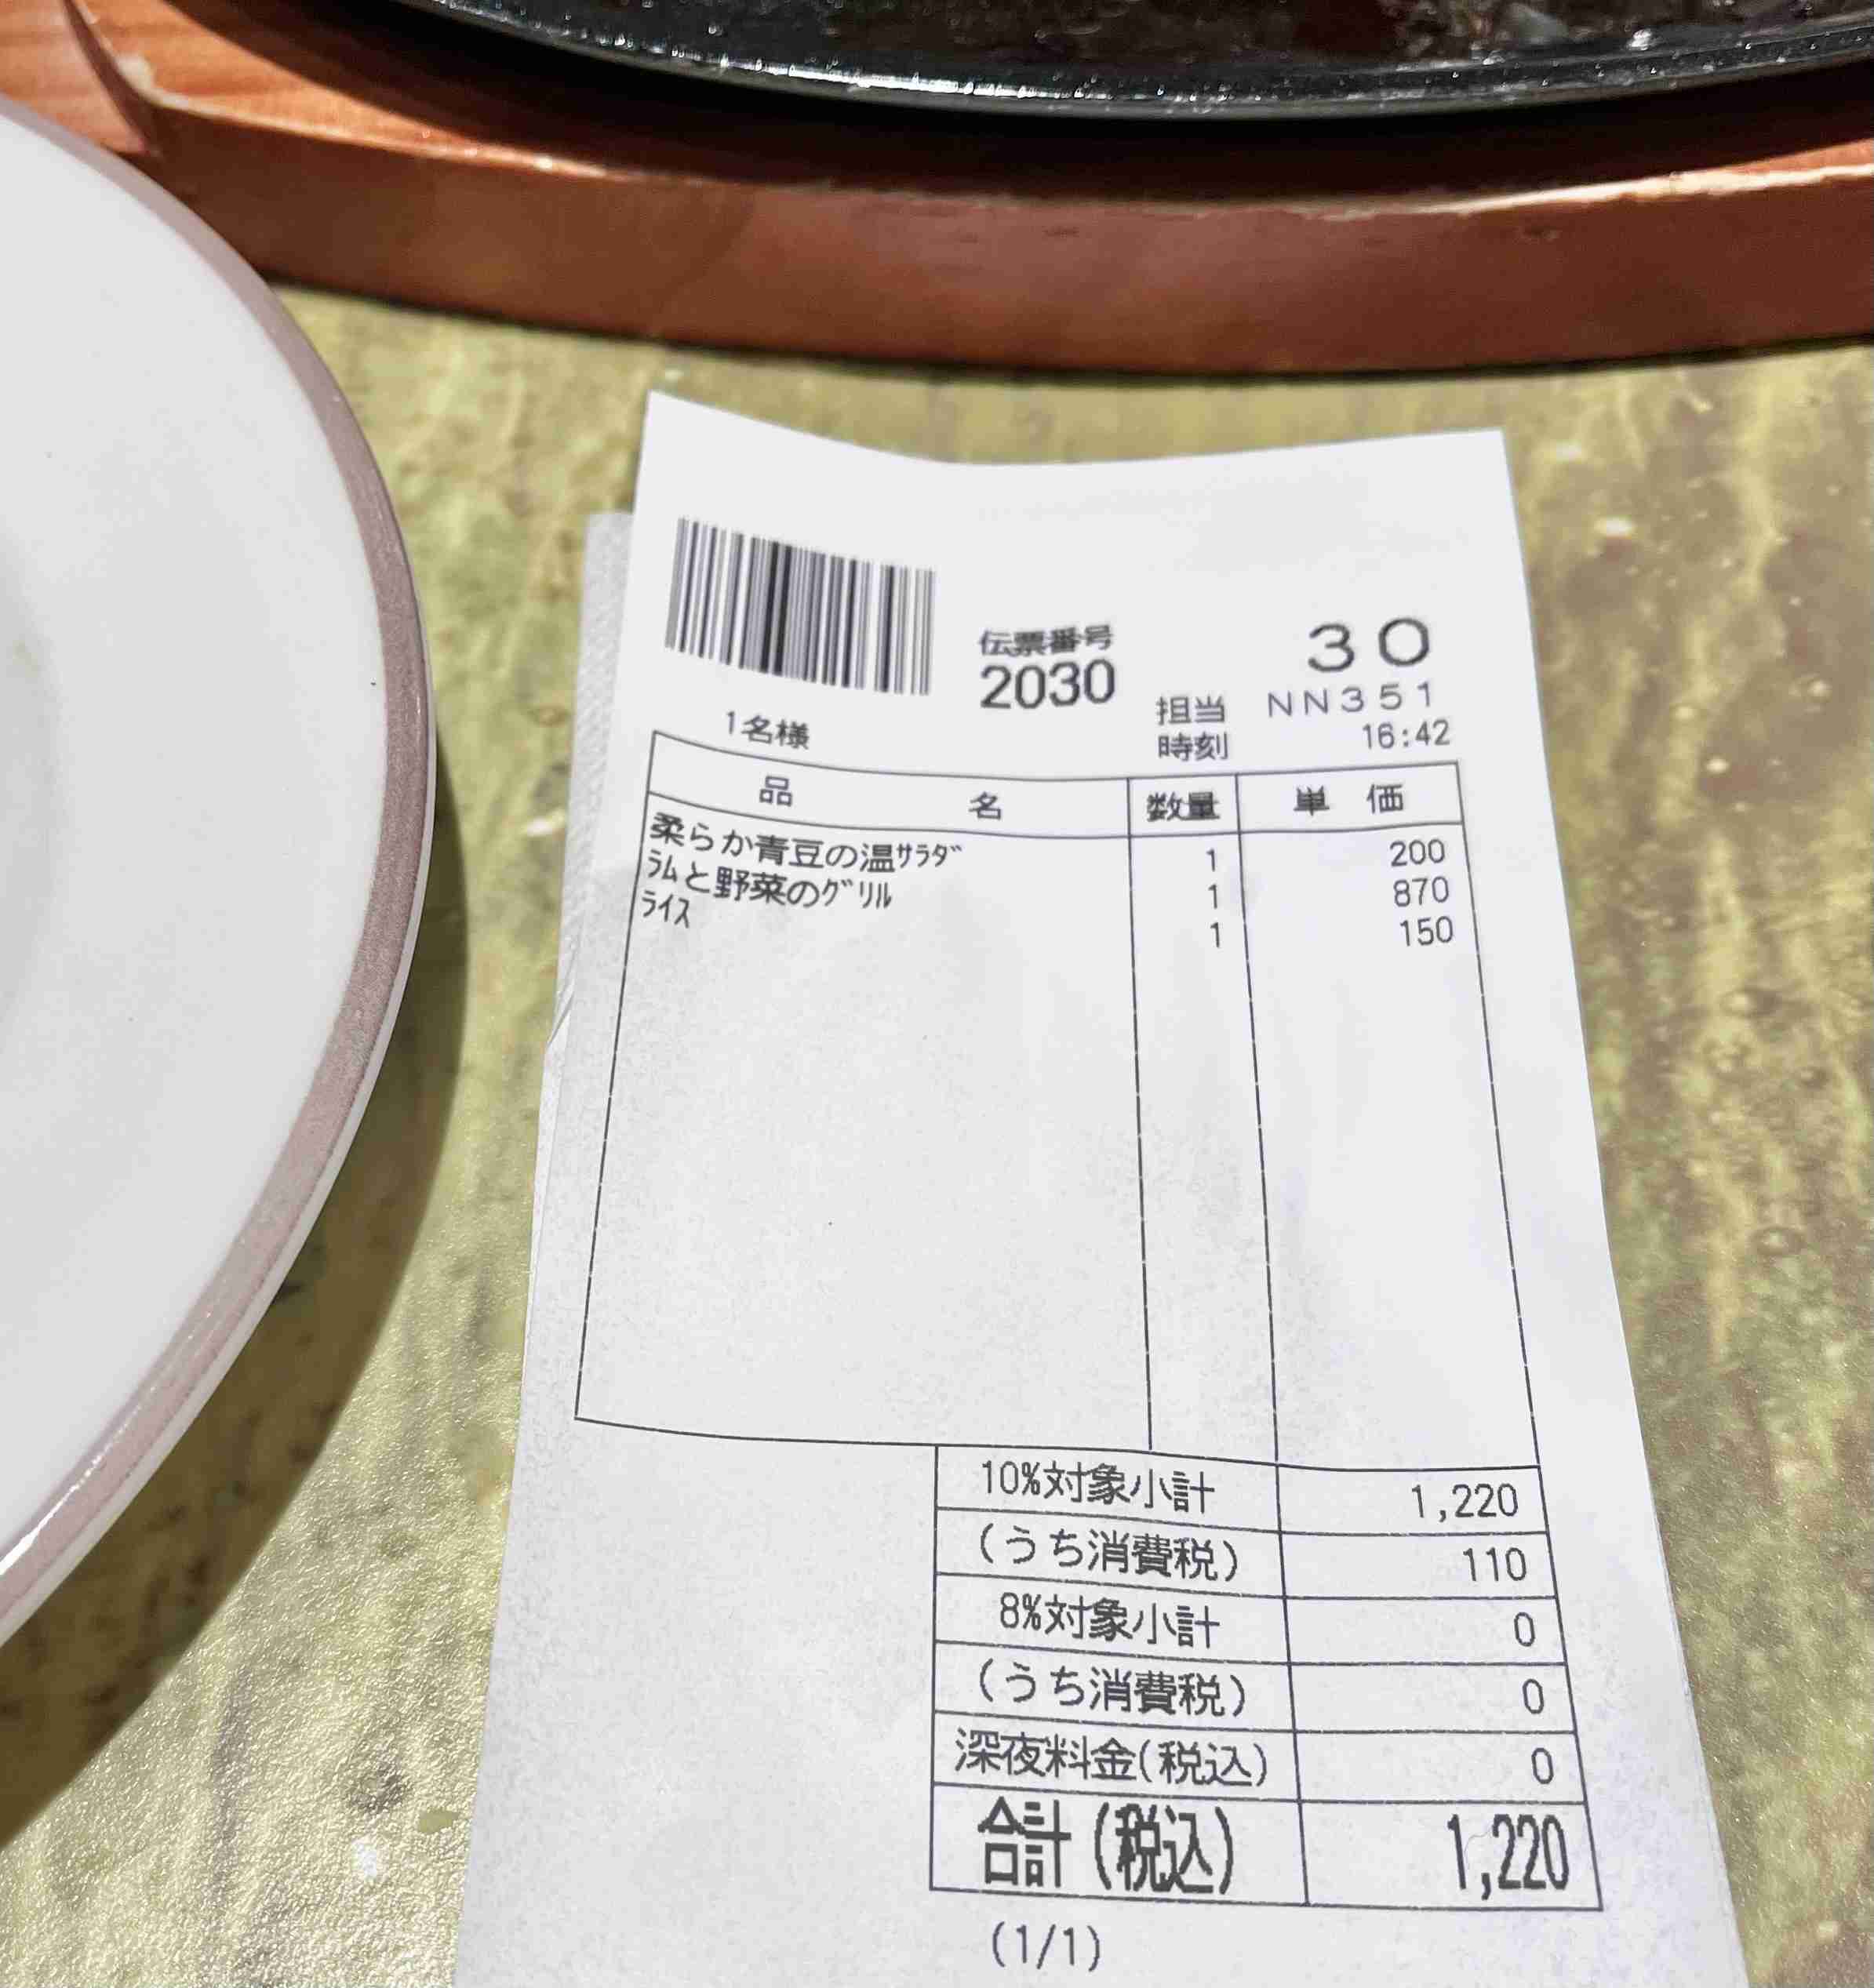 伝票番号 30
2030 担当 NN351
1名様 時刻 16:42
品 名 数量 単 価
柔らか青豆の温ｻﾗﾀﾞ 1 200
ﾗﾑと野菜のｸﾞﾘﾙ 1 870
ﾗｲｽ 1 150
10%対象小計 1,220
(うち消費税) 110
8%対象小計 0
(うち消費税) 0
深夜料金(税込) 0
合計(税込) 1,220
(1/1)